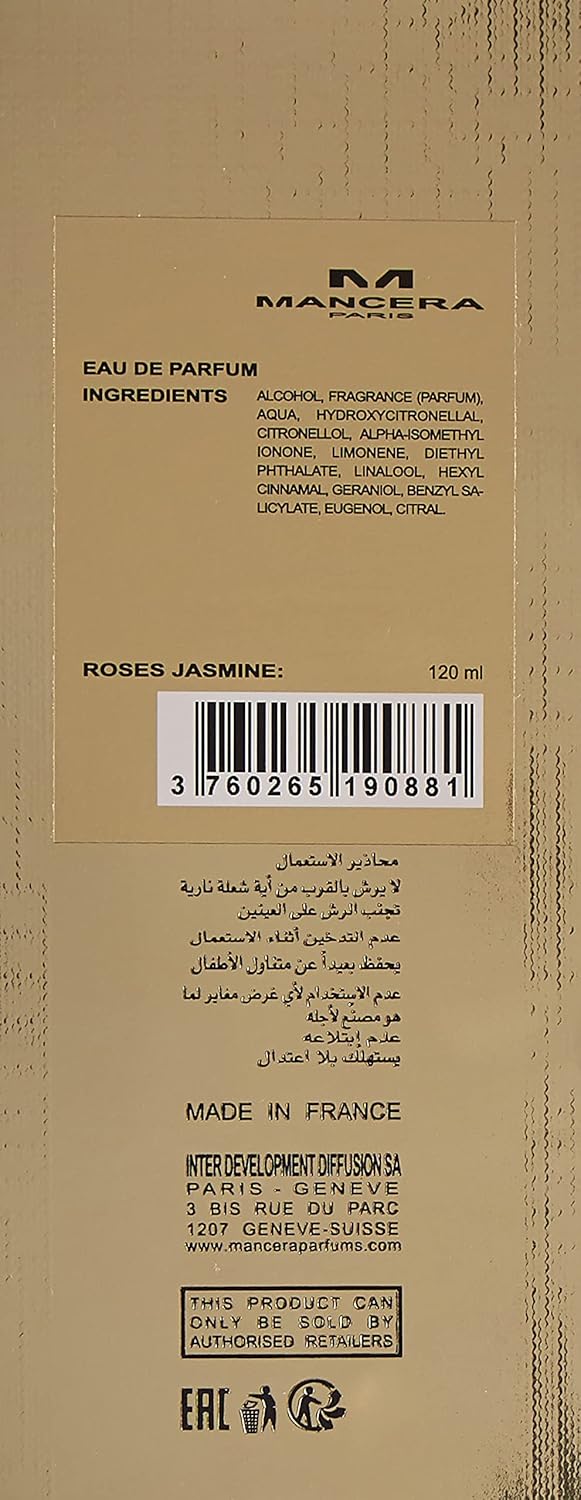 M
MANCERA
PARIS
EAU DE PARFUM
INGREDIENTS
ALCOHOL, FRAGRANCE (PARFUM),
AQUA, HYDROXYCITRONELLAL,
CITRONELLOL, ALPHA-ISOMETHYL
IONONE, LIMONENE, DIETHYL
PHTHALATE, LINALOOL, HEXYL
CINNAMAL, GERANIOL, BENZYL SA-
LICYLATE, EUGENOL, CITRAL.
ROSES JASMINE: 120 ml
3 760265 190881
محاذير الاستعمال
لا يرش بالقرب من أية شعلة نارية
تجنب الرش على العينين
عدم التدخين أثناء الاستعمال
يحفظ بعيداً عن متناول الأطفال
عدم الاستخدام لأي غرض مغاير لما
هو مصنع لأجله
عدم إبتلاعه
يستهلك بلا اعتدال
MADE IN FRANCE
INTER DEVELOPMENT DIFFUSION SA
PARIS - GENEVE
3 BIS RUE DU PARC
1207 GENEVE-SUISSE
www.manceraparfums.com
THIS PRODUCT CAN
ONLY BE SOLD BY
AUTHORISED RETAILERS
EAC